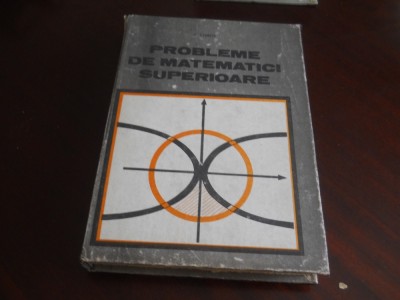 PROBLEME
DE MATEMATICI
SUPERIOARE